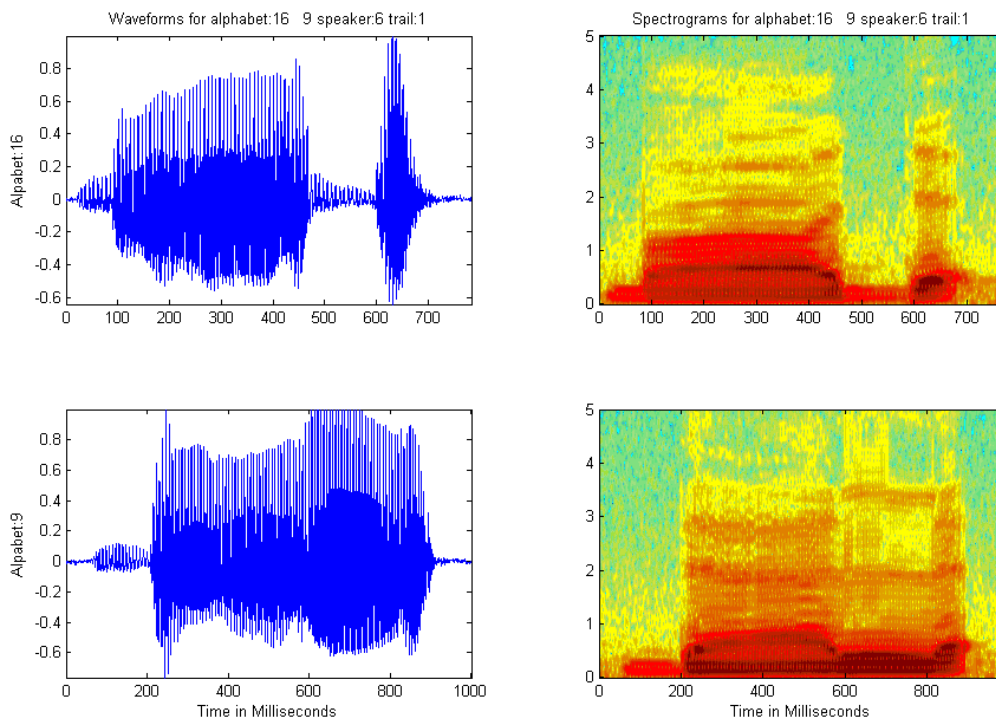 Waveforms for alphabet:16   9 speaker:6 trail:1
Alpabet:16
0.8
0.6
0.4
0.2
0
-0.2
-0.4
-0.6
0 100 200 300 400 500 600 700
Spectrograms for alphabet:16   9 speaker:6 trail:1
5
4
3
2
1
0
0 100 200 300 400 500 600 700
Alpabet:9
0.8
0.6
0.4
0.2
0
-0.2
-0.4
-0.6
0 200 400 600 800 1000
Time in Milliseconds
5
4
3
2
1
0
0 200 400 600 800
Time in Milliseconds